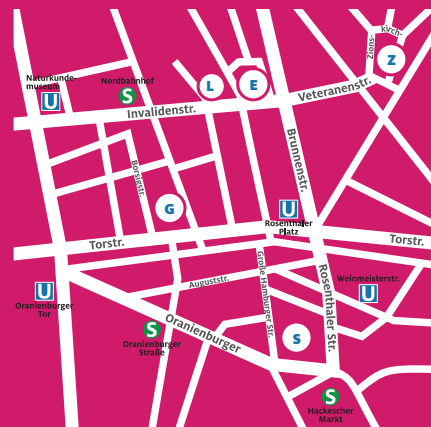 Zions-
kirch-
Z
Naturkunde-
museum
U
Nordbahnhof
S
L
E
Veteranenstr.
Invalidenstr.
Brunnenstr.
Borsigstr.
G
U
Rosenthaler
Platz
Torstr.
Torstr.
Große Hamburger Str.
Rosenthaler Str.
Auguststr.
Weinmeisterstr.
U
U
Oranienburger
Tor
Oranienburger
S
Oranienburger
Straße
S
S
Hackescher
Markt